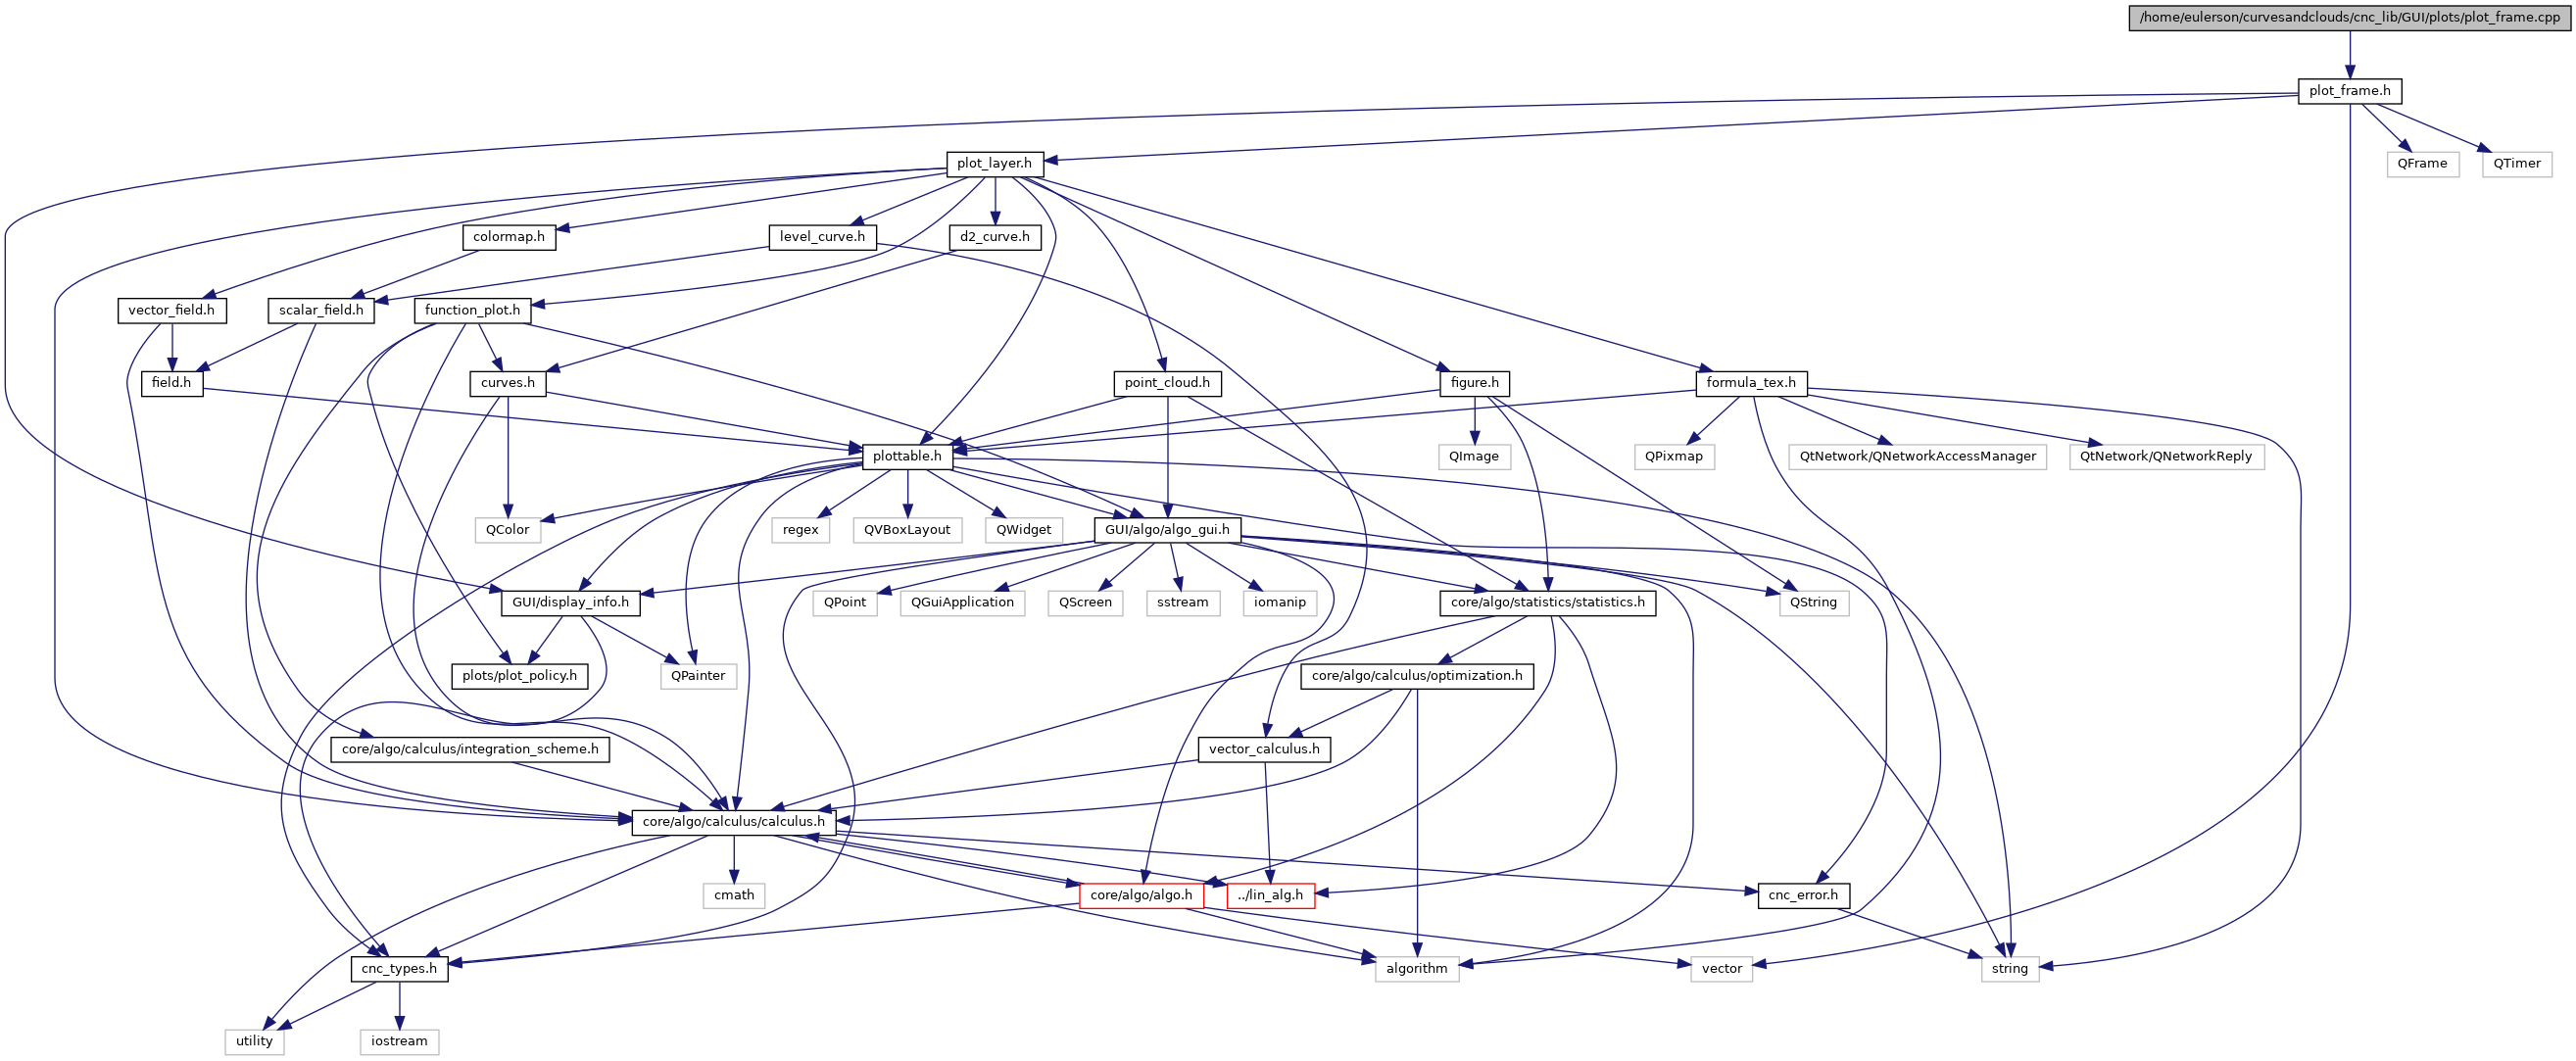 /home/eulerson/curvesandclouds/cnc_lib/GUI/plots/plot_frame.cpp
plot_frame.h
plot_layer.h
QFrame
QTimer
colormap.h
level_curve.h
d2_curve.h
vector_field.h
scalar_field.h
function_plot.h
field.h
curves.h
point_cloud.h
figure.h
formula_tex.h
plottable.h
QImage
QPixmap
QtNetwork/QNetworkAccessManager
QtNetwork/QNetworkReply
QColor
regex
QVBoxLayout
QWidget
GUI/algo/algo_gui.h
GUI/display_info.h
QPoint
QGuiApplication
QScreen
sstream
iomanip
core/algo/statistics/statistics.h
QString
plots/plot_policy.h
QPainter
core/algo/calculus/optimization.h
core/algo/calculus/integration_scheme.h
vector_calculus.h
core/algo/calculus/calculus.h
cmath
core/algo/algo.h
../lin_alg.h
cnc_error.h
cnc_types.h
algorithm
vector
string
utility
iostream